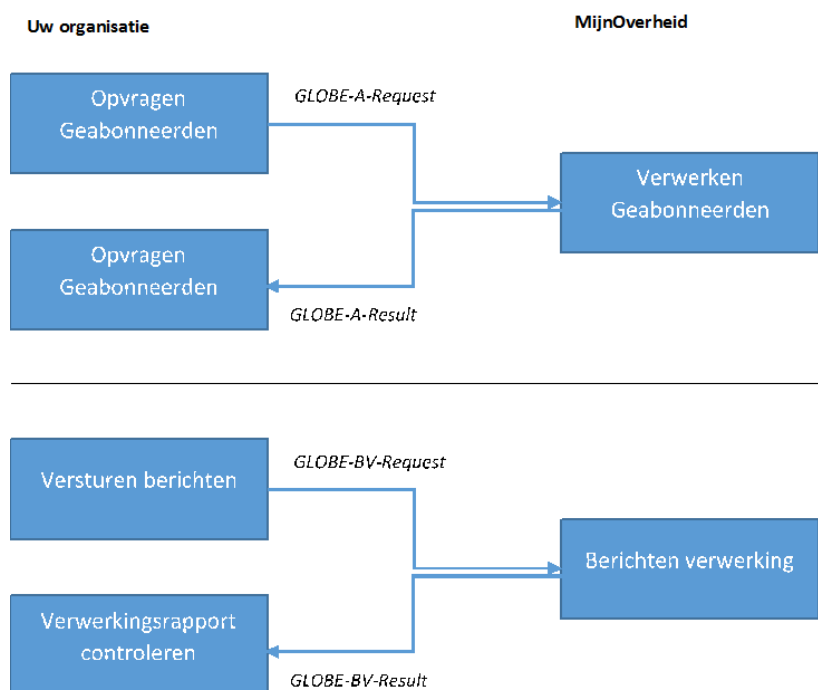 Uw organisatie
MijnOverheid
Opvragen
Geabonneerden
GLOBE-A-Request
Verwerken
Geabonneerden
Opvragen
Geabonneerden
GLOBE-A-Result
Versturen berichten
GLOBE-BV-Request
Berichten verwerking
Verwerkingsrapport
controleren
GLOBE-BV-Result